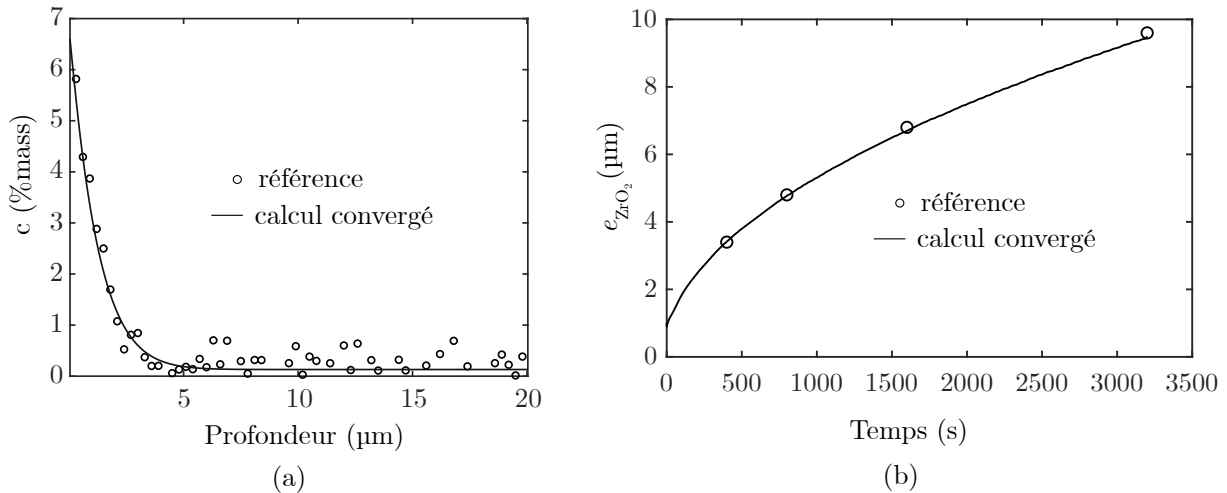 7
6
5
4
3
2
1
0
c (%mass)
référence
calcul convergé
5
10
15
20
Profondeur (µm)
(a)
10
8
6
4
2
0
e_ZrO₂ (µm)
référence
calcul convergé
0
500
1000
1500
2000
2500
3000
3500
Temps (s)
(b)